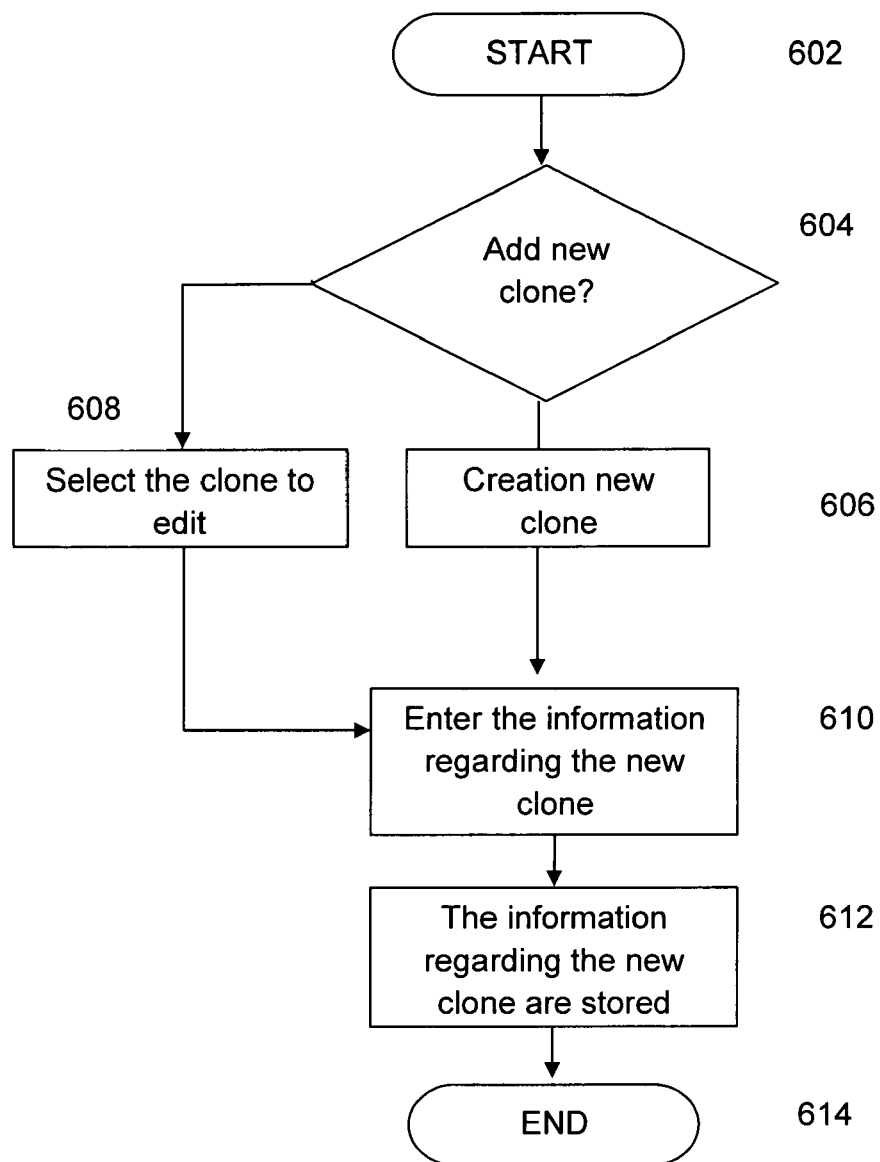 START
602
Add new
clone?
604
608
Select the clone to
edit
Creation new
clone
606
Enter the information
regarding the new
clone
610
The information
regarding the new
clone are stored
612
END
614